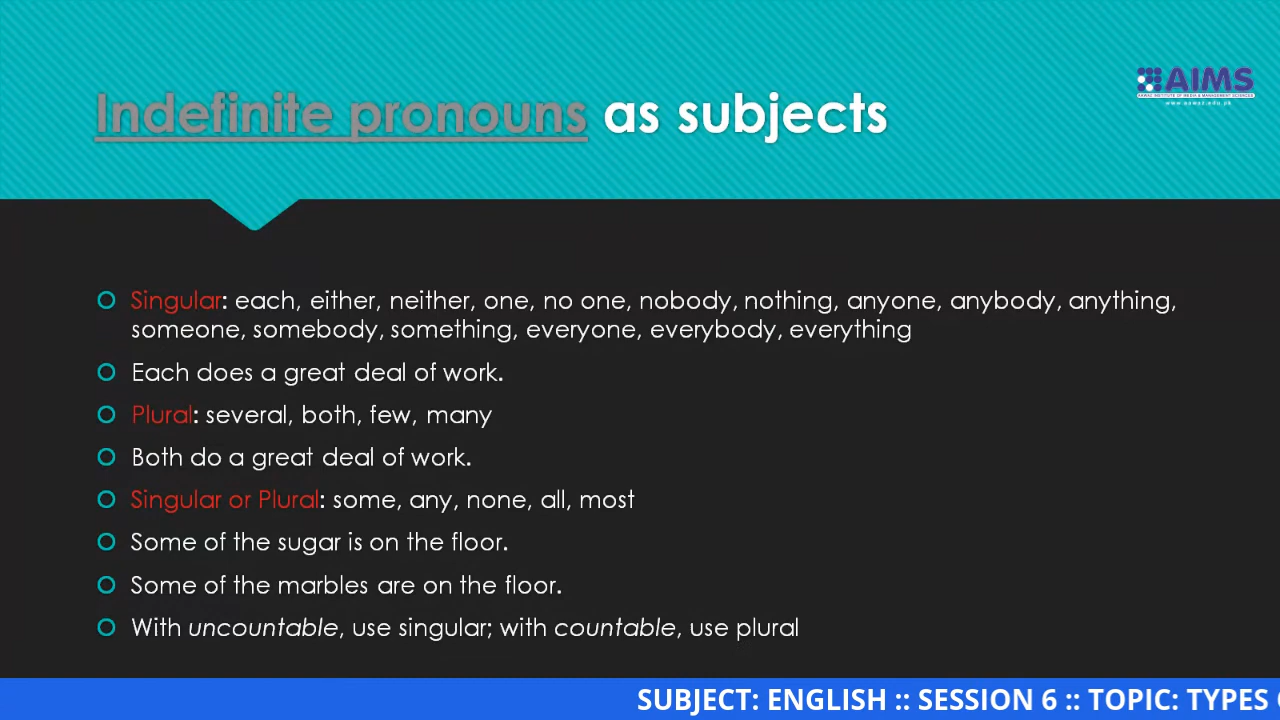 Indefinite pronouns as subjects
AIMS
www.aamsz.edu.pk
Singular: each, either, neither, one, no one, nobody, nothing, anyone, anybody, anything,
someone, somebody, something, everyone, everybody, everything
Each does a great deal of work.
Plural: several, both, few, many
Both do a great deal of work.
Singular or Plural: some, any, none, all, most
Some of the sugar is on the floor.
Some of the marbles are on the floor.
With uncountable, use singular; with countable, use plural
SUBJECT: ENGLISH :: SESSION 6 :: TOPIC: TYPES